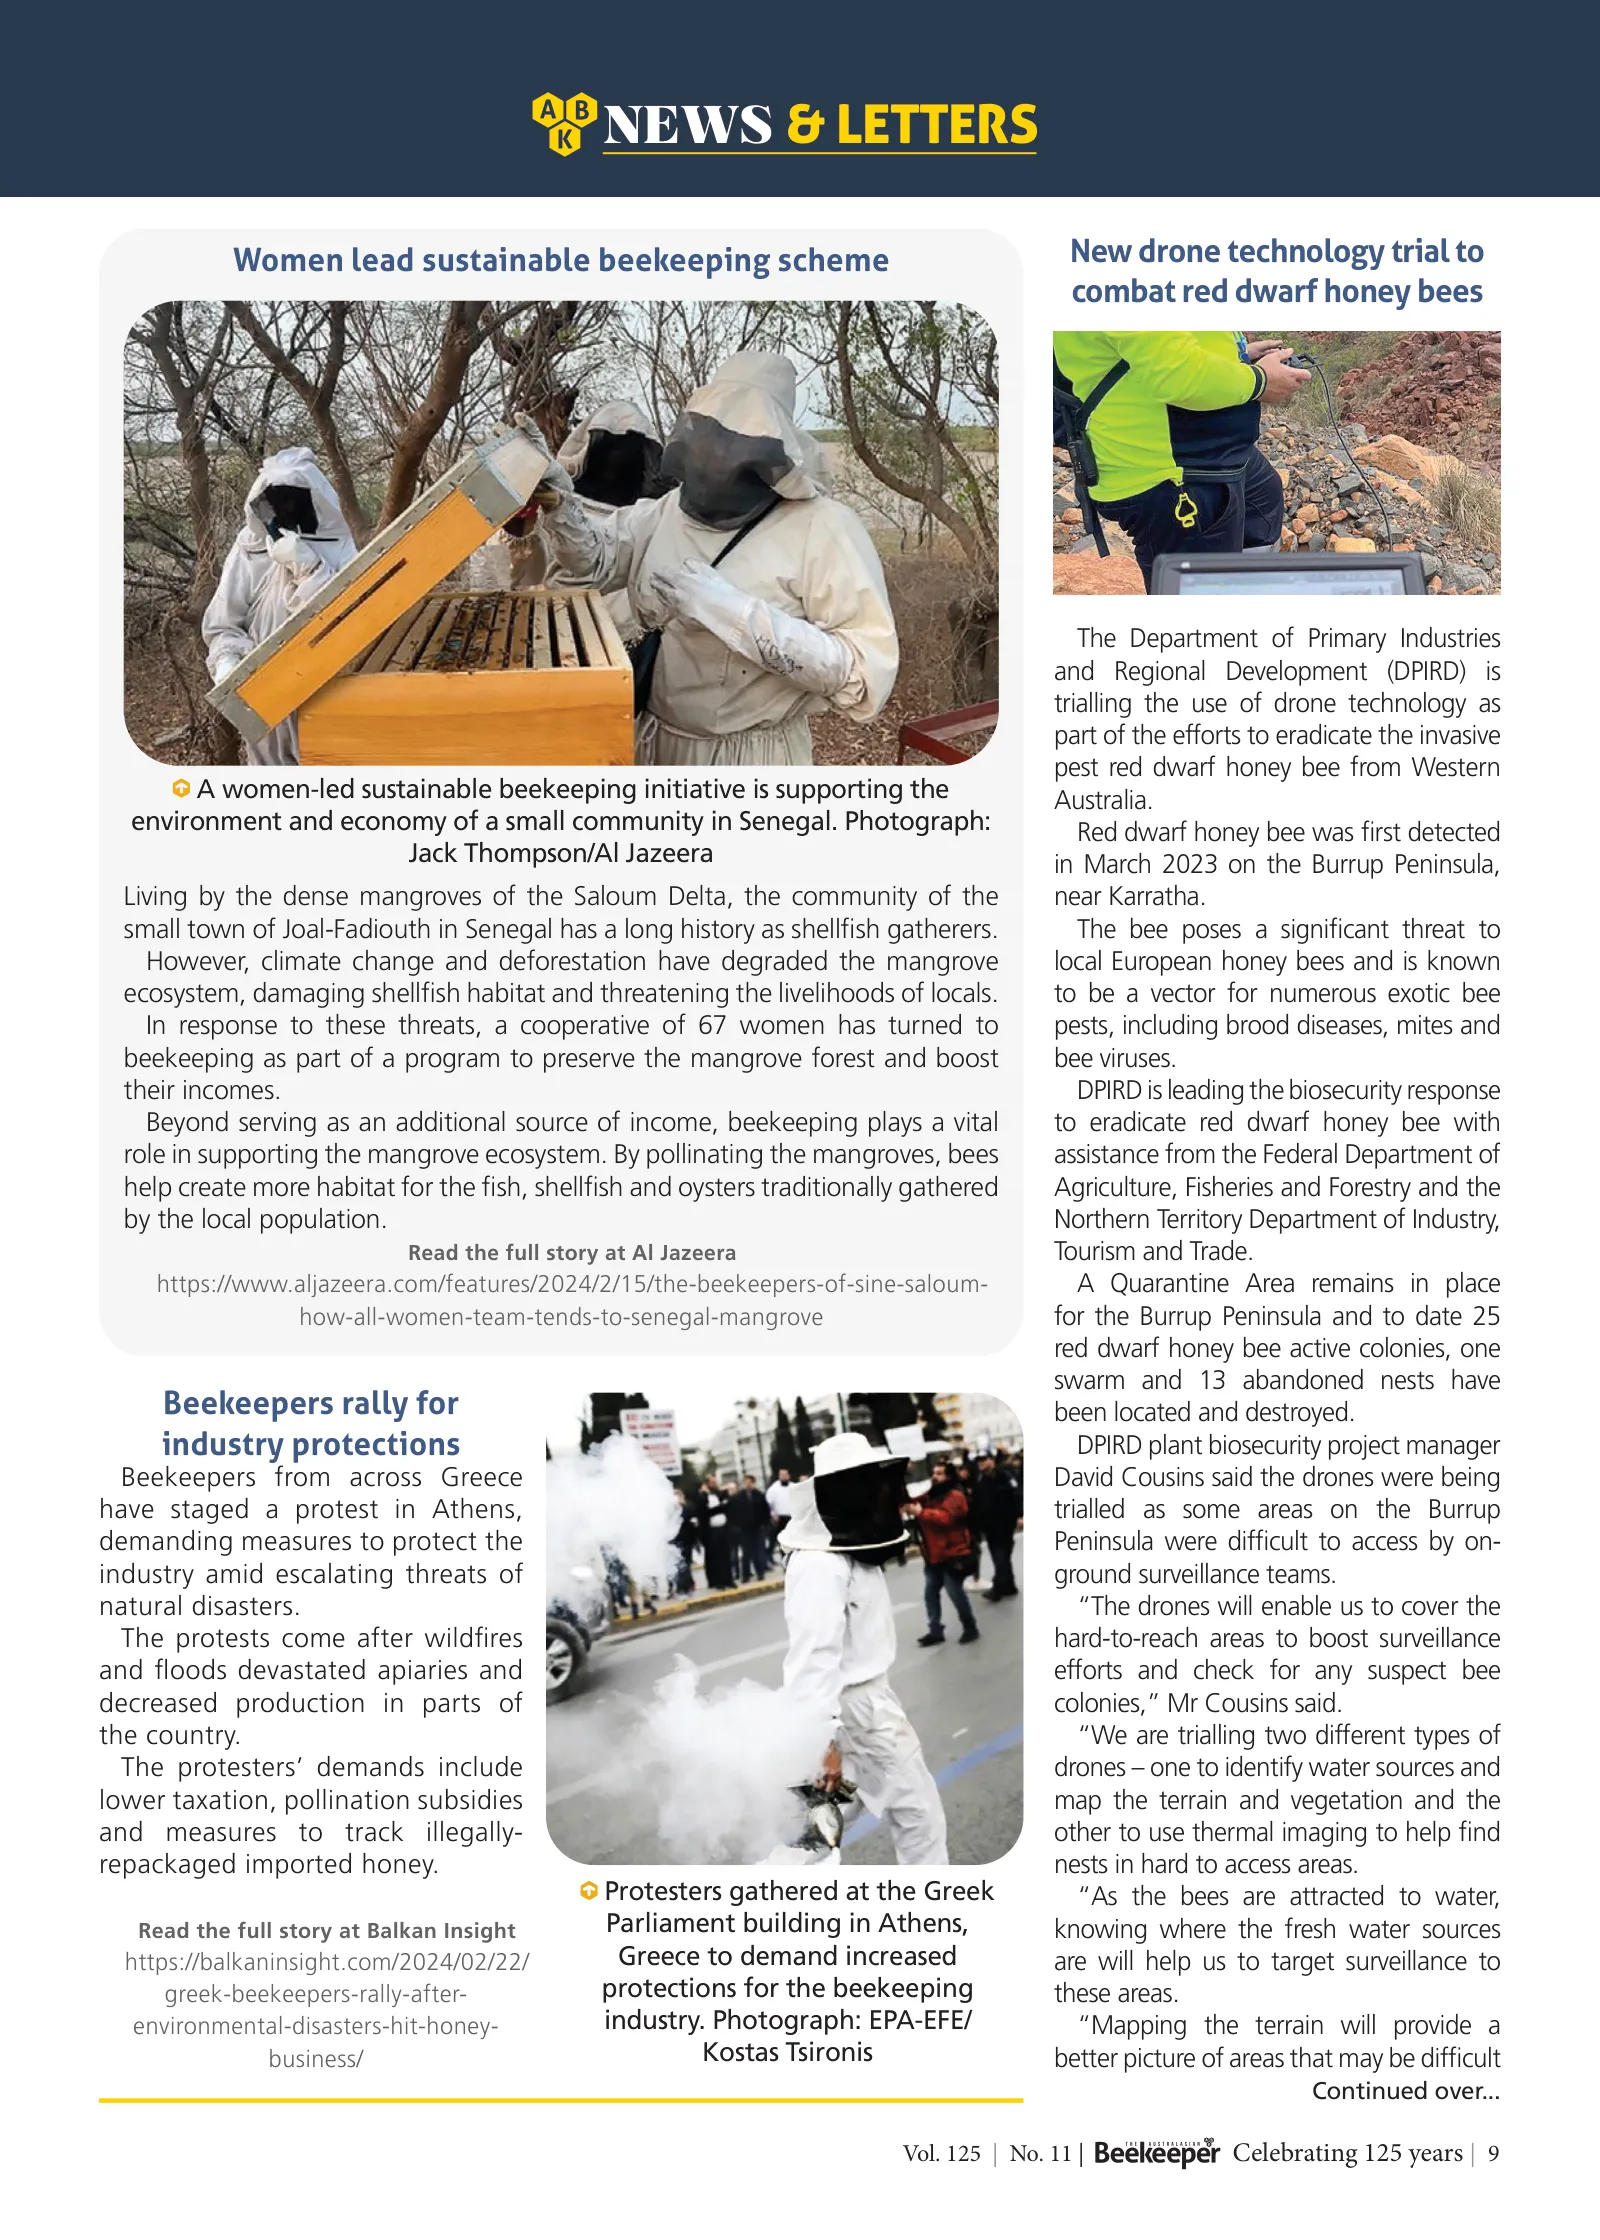 A B K NEWS & LETTERS
Women lead sustainable beekeeping scheme
A women-led sustainable beekeeping initiative is supporting the
environment and economy of a small community in Senegal. Photograph:
Jack Thompson/Al Jazeera
Living by the dense mangroves of the Saloum Delta, the community of the
small town of Joal-Fadiouth in Senegal has a long history as shellfish gatherers.
However, climate change and deforestation have degraded the mangrove
ecosystem, damaging shellfish habitat and threatening the livelihoods of locals.
In response to these threats, a cooperative of 67 women has turned to
beekeeping as part of a program to preserve the mangrove forest and boost
their incomes.
Beyond serving as an additional source of income, beekeeping plays a vital
role in supporting the mangrove ecosystem. By pollinating the mangroves, bees
help create more habitat for the fish, shellfish and oysters traditionally gathered
by the local population.
Read the full story at Al Jazeera
https://www.aljazeera.com/features/2024/2/15/the-beekeepers-of-sine-saloum-
how-all-women-team-tends-to-senegal-mangrove
Beekeepers rally for
industry protections
Beekeepers from across Greece
have staged a protest in Athens,
demanding measures to protect the
industry amid escalating threats of
natural disasters.
The protests come after wildfires
and floods devastated apiaries and
decreased production in parts of
the country.
The protesters’ demands include
lower taxation, pollination subsidies
and measures to track illegally-
repackaged imported honey.
Read the full story at Balkan Insight
https://balkaninsight.com/2024/02/22/
greek-beekeepers-rally-after-
environmental-disasters-hit-honey-
business/
Protesters gathered at the Greek
Parliament building in Athens,
Greece to demand increased
protections for the beekeeping
industry. Photograph: EPA-EFE/
Kostas Tsironis
New drone technology trial to
combat red dwarf honey bees
The Department of Primary Industries
and Regional Development (DPIRD) is
trialling the use of drone technology as
part of the efforts to eradicate the invasive
pest red dwarf honey bee from Western
Australia.
Red dwarf honey bee was first detected
in March 2023 on the Burrup Peninsula,
near Karratha.
The bee poses a significant threat to
local European honey bees and is known
to be a vector for numerous exotic bee
pests, including brood diseases, mites and
bee viruses.
DPIRD is leading the biosecurity response
to eradicate red dwarf honey bee with
assistance from the Federal Department of
Agriculture, Fisheries and Forestry and the
Northern Territory Department of Industry,
Tourism and Trade.
A Quarantine Area remains in place
for the Burrup Peninsula and to date 25
red dwarf honey bee active colonies, one
swarm and 13 abandoned nests have
been located and destroyed.
DPIRD plant biosecurity project manager
David Cousins said the drones were being
trialled as some areas on the Burrup
Peninsula were difficult to access by on-
ground surveillance teams.
“The drones will enable us to cover the
hard-to-reach areas to boost surveillance
efforts and check for any suspect bee
colonies,” Mr Cousins said.
“We are trialling two different types of
drones – one to identify water sources and
map the terrain and vegetation and the
other to use thermal imaging to help find
nests in hard to access areas.
“As the bees are attracted to water,
knowing where the fresh water sources
are will help us to target surveillance to
these areas.
“Mapping the terrain will provide a
better picture of areas that may be difficult
Continued over...
Vol. 125 | No. 11 | THE AUSTRALASIAN Beekeeper Celebrating 125 years | 9